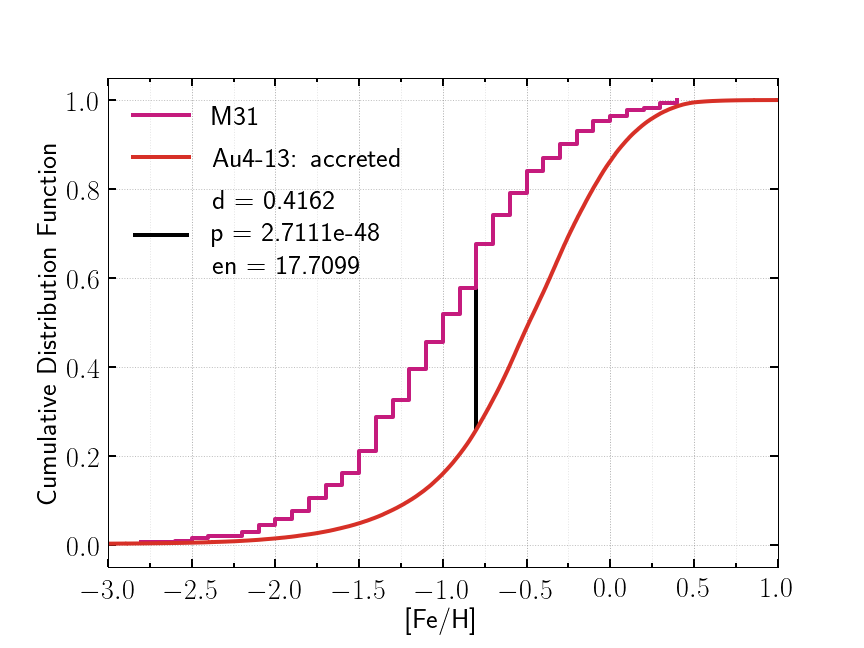 M31
Au4-13: accreted
d = 0.4162
p = 2.7111e-48
en = 17.7099
Cumulative Distribution Function
1.0
0.8
0.6
0.4
0.2
0.0
−3.0 −2.5 −2.0 −1.5 −1.0 −0.5 0.0 0.5 1.0
[Fe/H]